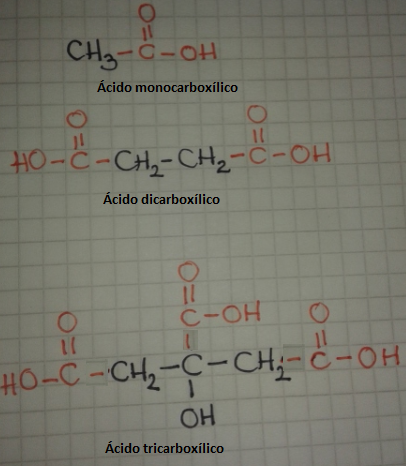 O
CH3-C-OH
Ácido monocarboxílico
O O
HO-C-CH2-CH2-C-OH
Ácido dicarboxílico
O
O C-OH O
HO-C-CH2-C-CH2-C-OH
OH
Ácido tricarboxílico